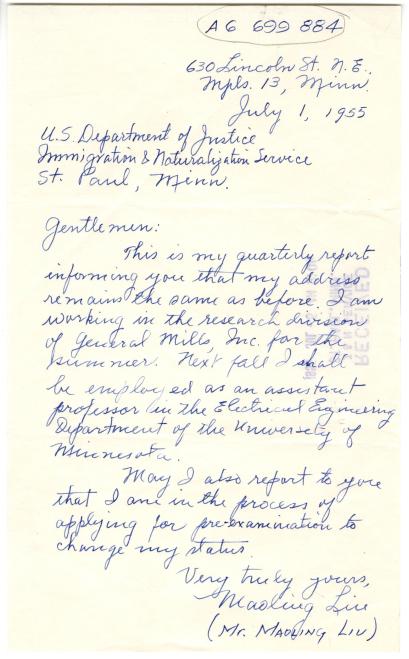 A6 699 884
630 Lincoln St. N.E.,
Mpls. 13, Minn.
July 1, 1955
U.S. Department of Justice
Immigration & Naturalization Service
St. Paul, Minn.
Gentlemen:
This is my quarterly report
informing you that my address
remains the same as before. I am
working in the research division
of General Mills, Inc. for the
summer. Next fall I shall
be employed as an assistant
professor in the Electrical Engineering
Department of the University of
Minnesota.
May I also report to you
that I am in the process of
applying for pre-examination to
change my status.
Very truly yours,
Maoling Liu
(Mr. MAOLING LIU)
RECEIVED